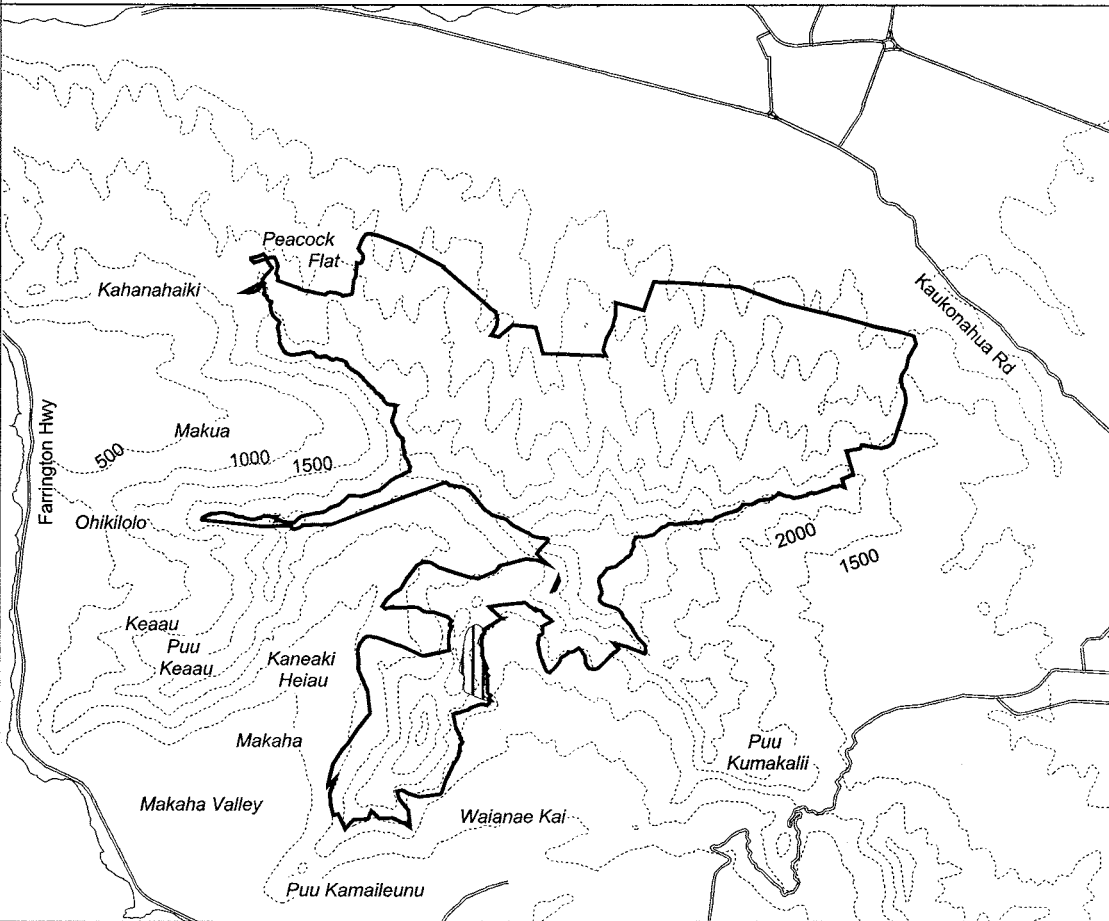 Peacock
Flat
Kahanahaiki
Kaukonahua Rd
Farrington Hwy
Makua
500
1000
1500
Ohikilolo
2000
1500
Keaau
Puu
Keaau
Kaneaki
Heiau
Makaha
Puu
Kumakalii
Makaha Valley
Waianae Kai
Puu Kamaileunu